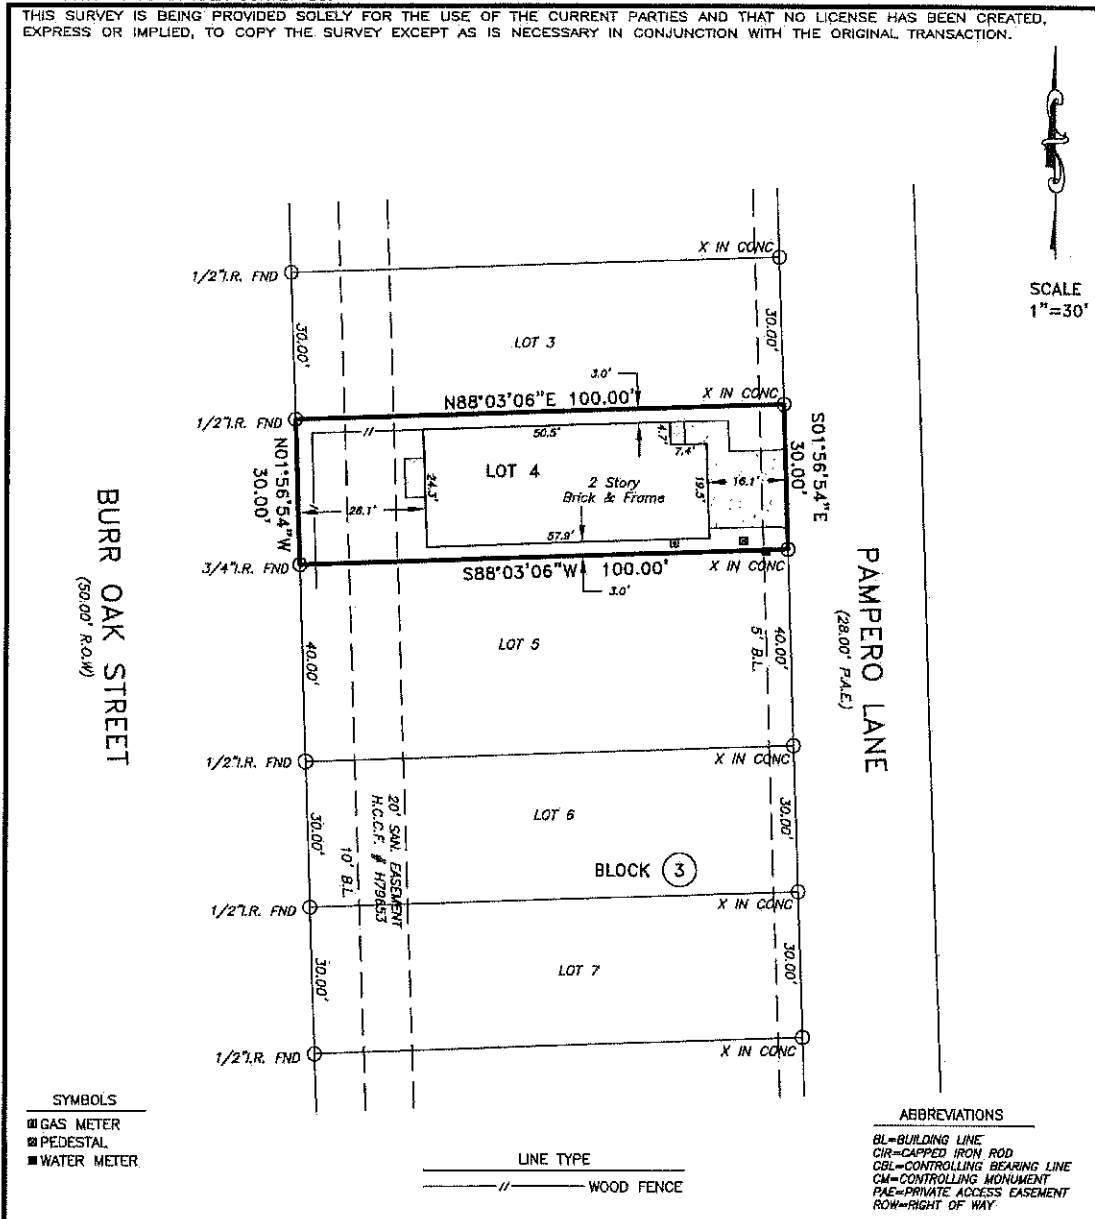 THIS SURVEY IS BEING PROVIDED SOLELY FOR THE USE OF THE CURRENT PARTIES AND THAT NO LICENSE HAS BEEN CREATED,
EXPRESS OR IMPLIED, TO COPY THE SURVEY EXCEPT AS IS NECESSARY IN CONJUNCTION WITH THE ORIGINAL TRANSACTION.
SCALE
1"=30'
X IN CONC
1/2"I.R. FND
30.00'
30.00'
LOT 3
3.0'
X IN CONC
N88°03'06"E 100.00'
1/2"I.R. FND
//
50.5'
4.7'
7.4'
S01°56'54"E
30.00'
N01°56'54"W
30.00'
LOT 4
24.3'
2 Story
Brick & Frame
19.5'
16.1'
26.1'
//
57.9'
3/4"I.R. FND
S88°03'06"W 100.00'
X IN CONC
3.0'
BURR OAK STREET
(50.00' R.O.W)
PAMPERO LANE
(28.00' P.A.E.)
LOT 5
40.00'
5' B.L.
40.00'
1/2"I.R. FND
X IN CONC
30.00'
10' B.L.
20' SAN. EASEMENT
H.C.C.F. # H79853
LOT 6
30.00'
BLOCK 3
1/2"I.R. FND
X IN CONC
30.00'
LOT 7
30.00'
1/2"I.R. FND
X IN CONC
SYMBOLS
GAS METER
PEDESTAL
WATER METER
LINE TYPE
// WOOD FENCE
ABBREVIATIONS
BL=BUILDING LINE
CIR=CAPPED IRON ROD
CBL=CONTROLLING BEARING LINE
CM=CONTROLLING MONUMENT
PAE=PRIVATE ACCESS EASEMENT
ROW=RIGHT OF WAY